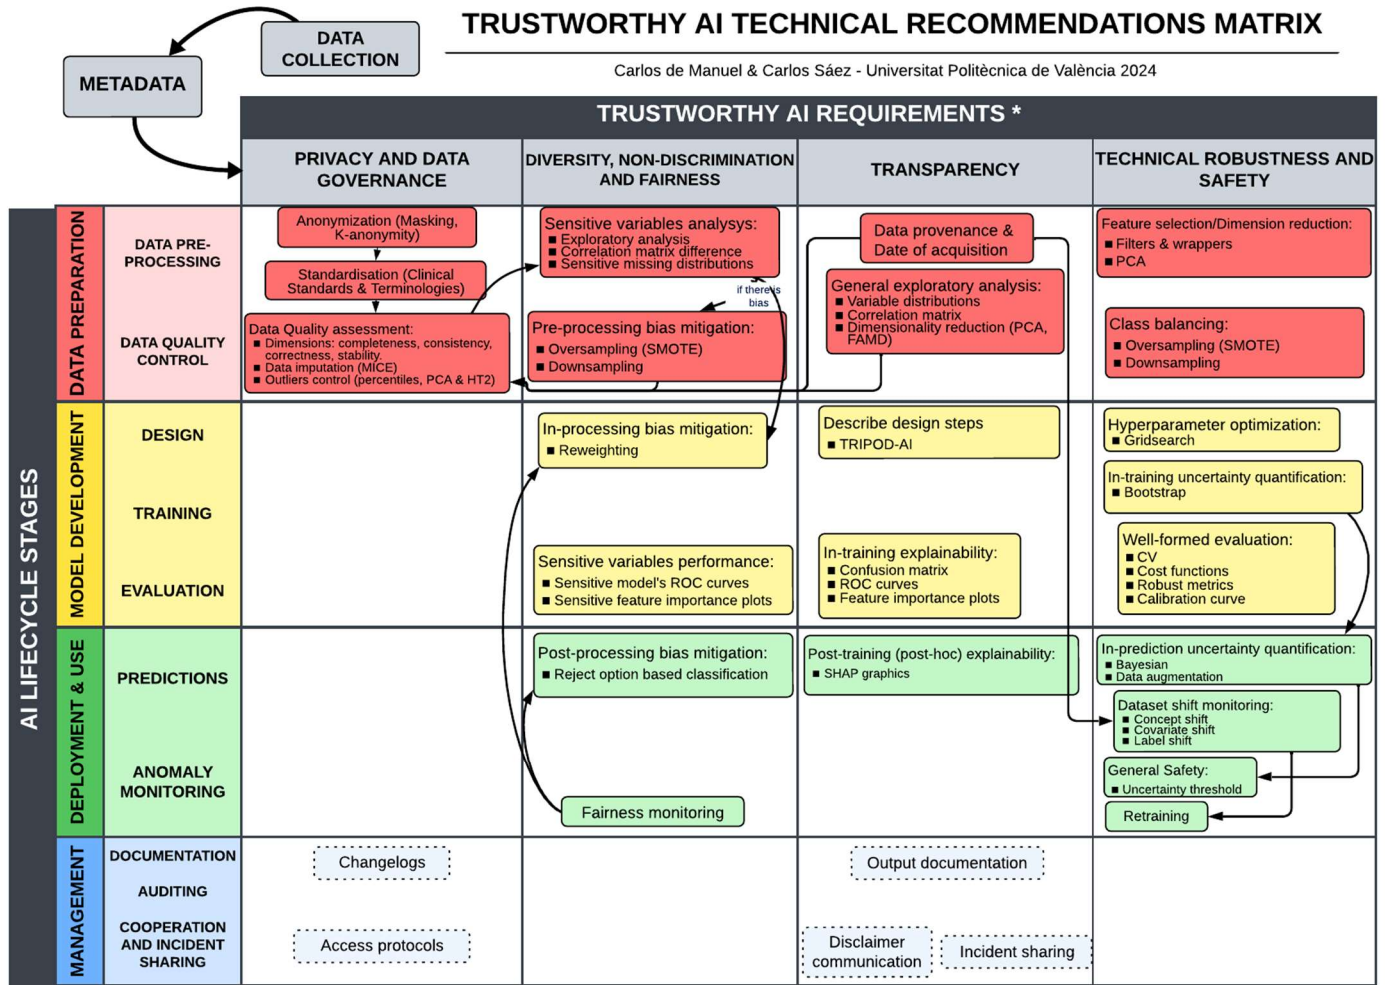 TRUSTWORTHY AI TECHNICAL RECOMMENDATIONS MATRIX
Carlos de Manuel & Carlos Sáez - Universitat Politècnica de València 2024
DATA
COLLECTION
METADATA
TRUSTWORTHY AI REQUIREMENTS *
PRIVACY AND DATA
GOVERNANCE
DIVERSITY, NON-DISCRIMINATION
AND FAIRNESS
TRANSPARENCY
TECHNICAL ROBUSTNESS AND
SAFETY
AI LIFECYCLE STAGES
DATA PREPARATION
DATA PRE-
PROCESSING
DATA QUALITY
CONTROL
Anonymization (Masking,
K-anonymity)
Standardisation (Clinical
Standards & Terminologies)
Data Quality assessment:
■ Dimensions: completeness, consistency,
correctness, stability.
■ Data imputation (MICE)
■ Outliers control (percentiles, PCA & HT2)
Sensitive variables analysys:
■ Exploratory analysis
■ Correlation matrix difference
■ Sensitive missing distributions
if there is
bias
Pre-processing bias mitigation:
■ Oversampling (SMOTE)
■ Downsampling
Data provenance &
Date of acquisition
General exploratory analysis:
■ Variable distributions
■ Correlation matrix
■ Dimensionality reduction (PCA,
FAMD)
Feature selection/Dimension reduction:
■ Filters & wrappers
■ PCA
Class balancing:
■ Oversampling (SMOTE)
■ Downsampling
MODEL DEVELOPMENT
DESIGN
TRAINING
EVALUATION
In-processing bias mitigation:
■ Reweighting
Sensitive variables performance:
■ Sensitive model's ROC curves
■ Sensitive feature importance plots
Describe design steps
■ TRIPOD-AI
In-training explainability:
■ Confusion matrix
■ ROC curves
■ Feature importance plots
Hyperparameter optimization:
■ Gridsearch
In-training uncertainty quantification:
■ Bootstrap
Well-formed evaluation:
■ CV
■ Cost functions
■ Robust metrics
■ Calibration curve
DEPLOYMENT & USE
PREDICTIONS
ANOMALY
MONITORING
Post-processing bias mitigation:
■ Reject option based classification
Fairness monitoring
Post-training (post-hoc) explainability:
■ SHAP graphics
In-prediction uncertainty quantification:
■ Bayesian
■ Data augmentation
Dataset shift monitoring:
■ Concept shift
■ Covariate shift
■ Label shift
General Safety:
■ Uncertainty threshold
Retraining
MANAGEMENT
DOCUMENTATION
AUDITING
COOPERATION
AND INCIDENT
SHARING
Changelogs
Access protocols
Output documentation
Disclaimer
communication
Incident sharing